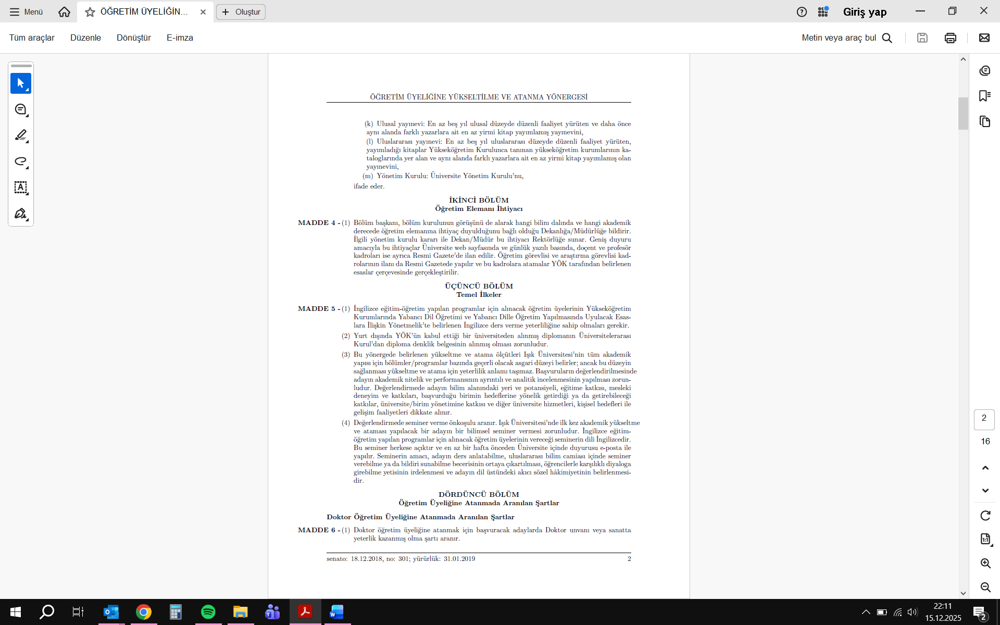 Menü
ÖĞRETİM ÜYELİĞİN...
Oluştur
Giriş yap
Tüm araçlar
Düzenle
Dönüştür
E-imza
Metin veya araç bul
ÖĞRETİM ÜYELİĞİNE YÜKSELTİLME VE ATANMA YÖNERGESİ
(k) Ulusal yayınevi: En az beş yıl ulusal düzeyde düzenli faaliyet yürüten ve daha önce
aynı alanda farklı yazarlara ait en az yirmi kitap yayımlamış yayınevini,
(l) Uluslararası yayınevi: En az beş yıl uluslararası düzeyde düzenli faaliyet yürüten,
yayımladığı kitaplar Yükseköğretim Kurulunca tanınan yükseköğretim kurumlarının ka-
taloglarında yer alan ve aynı alanda farklı yazarlara ait en az yirmi kitap yayımlamış olan
yayınevini,
(m) Yönetim Kurulu: Üniversite Yönetim Kurulu'nu,
ifade eder.
İKİNCİ BÖLÜM
Öğretim Elemanı İhtiyacı
MADDE 4 - (1) Bölüm başkanı, bölüm kurulunun görüşünü de alarak hangi bilim dalında ve hangi akademik
derecede öğretim elemanına ihtiyaç duyulduğunu bağlı olduğu Dekanlığa/Müdürlüğe bildirir.
İlgili yönetim kurulu kararı ile Dekan/Müdür bu ihtiyacı Rektörlüğe sunar. Geniş duyuru
amacıyla bu ihtiyaçlar Üniversite web sayfasında ve günlük yazılı basında, doçent ve profesör
kadroları ise ayrıca Resmi Gazete'de ilan edilir. Öğretim görevlisi ve araştırma görevlisi kad-
rolarının ilanı da Resmi Gazetede yapılır ve bu kadrolara atamalar YÖK tarafından belirlenen
esaslar çerçevesinde gerçekleştirilir.
ÜÇÜNCÜ BÖLÜM
Temel İlkeler
MADDE 5 - (1) İngilizce eğitim-öğretim yapılan programlar için alınacak öğretim üyelerinin Yükseköğretim
Kurumlarında Yabancı Dil Öğretimi ve Yabancı Dille Öğretim Yapılmasında Uyulacak Esas-
lara İlişkin Yönetmelik'te belirlenen İngilizce ders verme yeterliliğine sahip olmaları gerekir.
(2) Yurt dışında YÖK'ün kabul ettiği bir üniversiteden alınmış diplomanın Üniversitelerarası
Kurul'dan diploma denklik belgesinin alınmış olması zorunludur.
(3) Bu yönergede belirlenen yükseltme ve atama ölçütleri Işık Üniversitesi'nin tüm akademik
yapısı için bölümler/programlar bazında geçerli olacak asgari düzeyi belirler; ancak bu düzeyin
sağlanması yükseltme ve atama için yeterlilik anlamı taşımaz. Başvuruların değerlendirilmesinde
adayın akademik nitelik ve performansının ayrıntılı ve analitik incelenmesinin yapılması zorun-
ludur. Değerlendirmede adayın bilim alanındaki yeri ve potansiyeli, eğitime katkısı, mesleki
deneyim ve katkıları, başvurduğu birimin hedeflerine yönelik getirdiği ya da getirebileceği
katkılar, üniversite/birim yönetimine katkısı ve diğer üniversite hizmetleri, kişisel hedefleri ile
gelişim faaliyetleri dikkate alınır.
(4) Değerlendirmede seminer verme önkoşulu aranır. Işık Üniversitesi'nde ilk kez akademik yükseltme
ve ataması yapılacak bir adayın bir bilimsel seminer vermesi zorunludur. İngilizce eğitim-
öğretim yapılan programlar için alınacak öğretim üyelerinin vereceği seminerin dili İngilizcedir.
Bu seminer herkese açıktır ve en az bir hafta önceden Üniversite içinde duyurusu e-posta ile
yapılır. Seminerin amacı, adayın ders anlatabilme, uluslararası bilim camiası içinde seminer
verebilme ya da bildiri sunabilme becerisinin ortaya çıkartılması, öğrencilerle karşılıklı diyaloga
girebilme yetisinin irdelenmesi ve adayın dil üstündeki akıcı sözel hâkimiyetinin belirlenmesi-
dir.
DÖRDÜNCÜ BÖLÜM
Öğretim Üyeliğine Atanmada Aranılan Şartlar
Doktor Öğretim Üyeliğine Atanmada Aranılan Şartlar
MADDE 6 - (1) Doktor öğretim üyeliğine atanmak için başvuracak adaylarda Doktor unvanı veya sanatta
yeterlik kazanmış olma şartı aranır.
senato: 18.12.2018, no: 301; yürürlük: 31.01.2019 2
2
16
1:1
22:11
15.12.2025
2